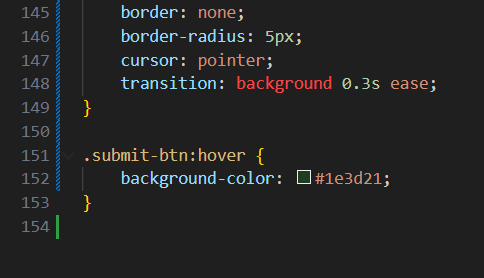 145 border: none;
146 border-radius: 5px;
147 cursor: pointer;
148 transition: background 0.3s ease;
149 }
150
151 .submit-btn:hover {
152 background-color: #1e3d21;
153 }
154